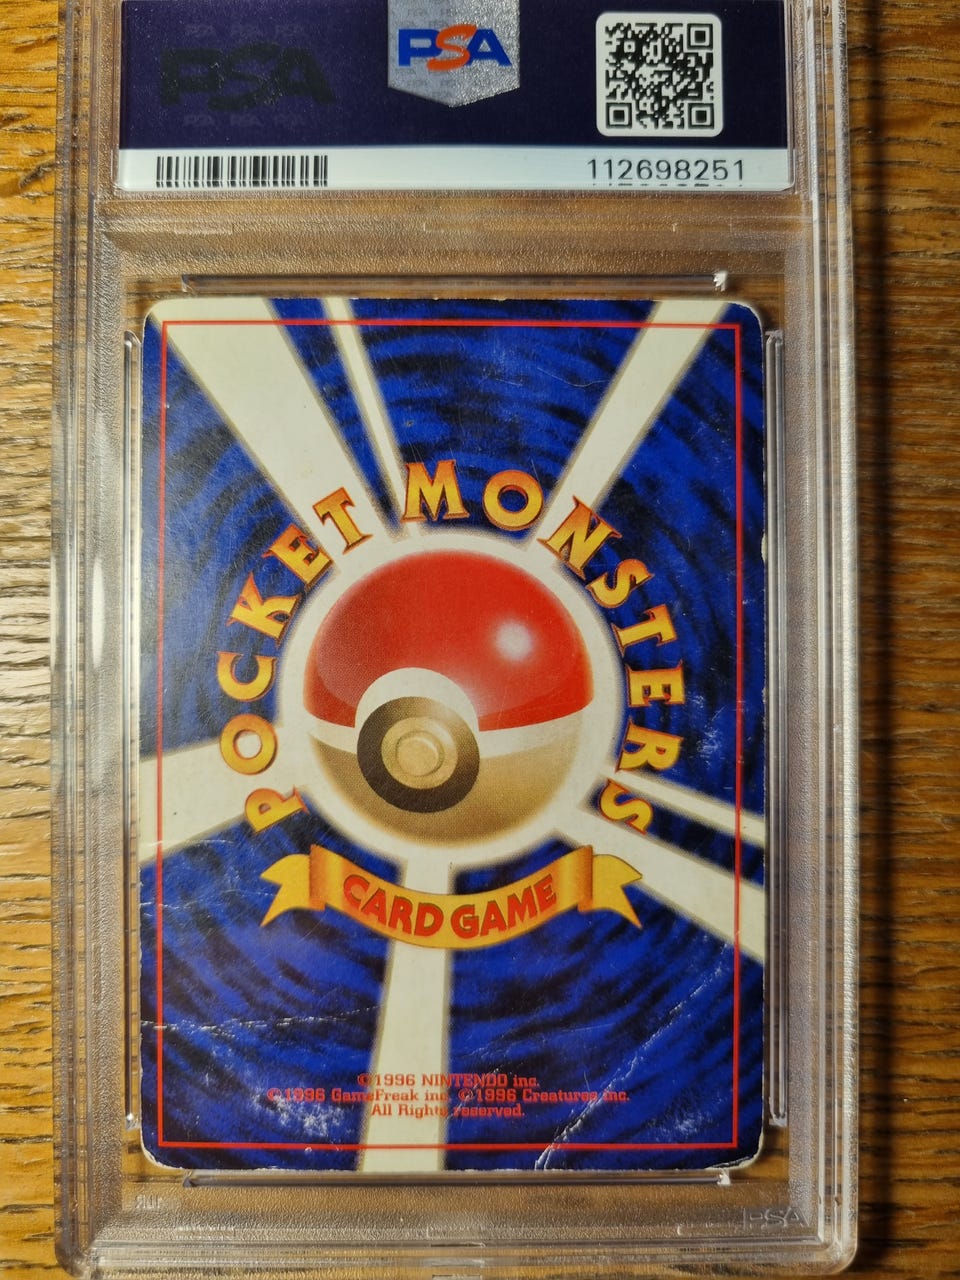 PSA
PSA
112698251
POCKET MONSTERS
CARD GAME
©1996 NINTENDO inc.
©1996 GameFreak inc. ©1996 Creatures inc.
All Rights reserved.
PSA